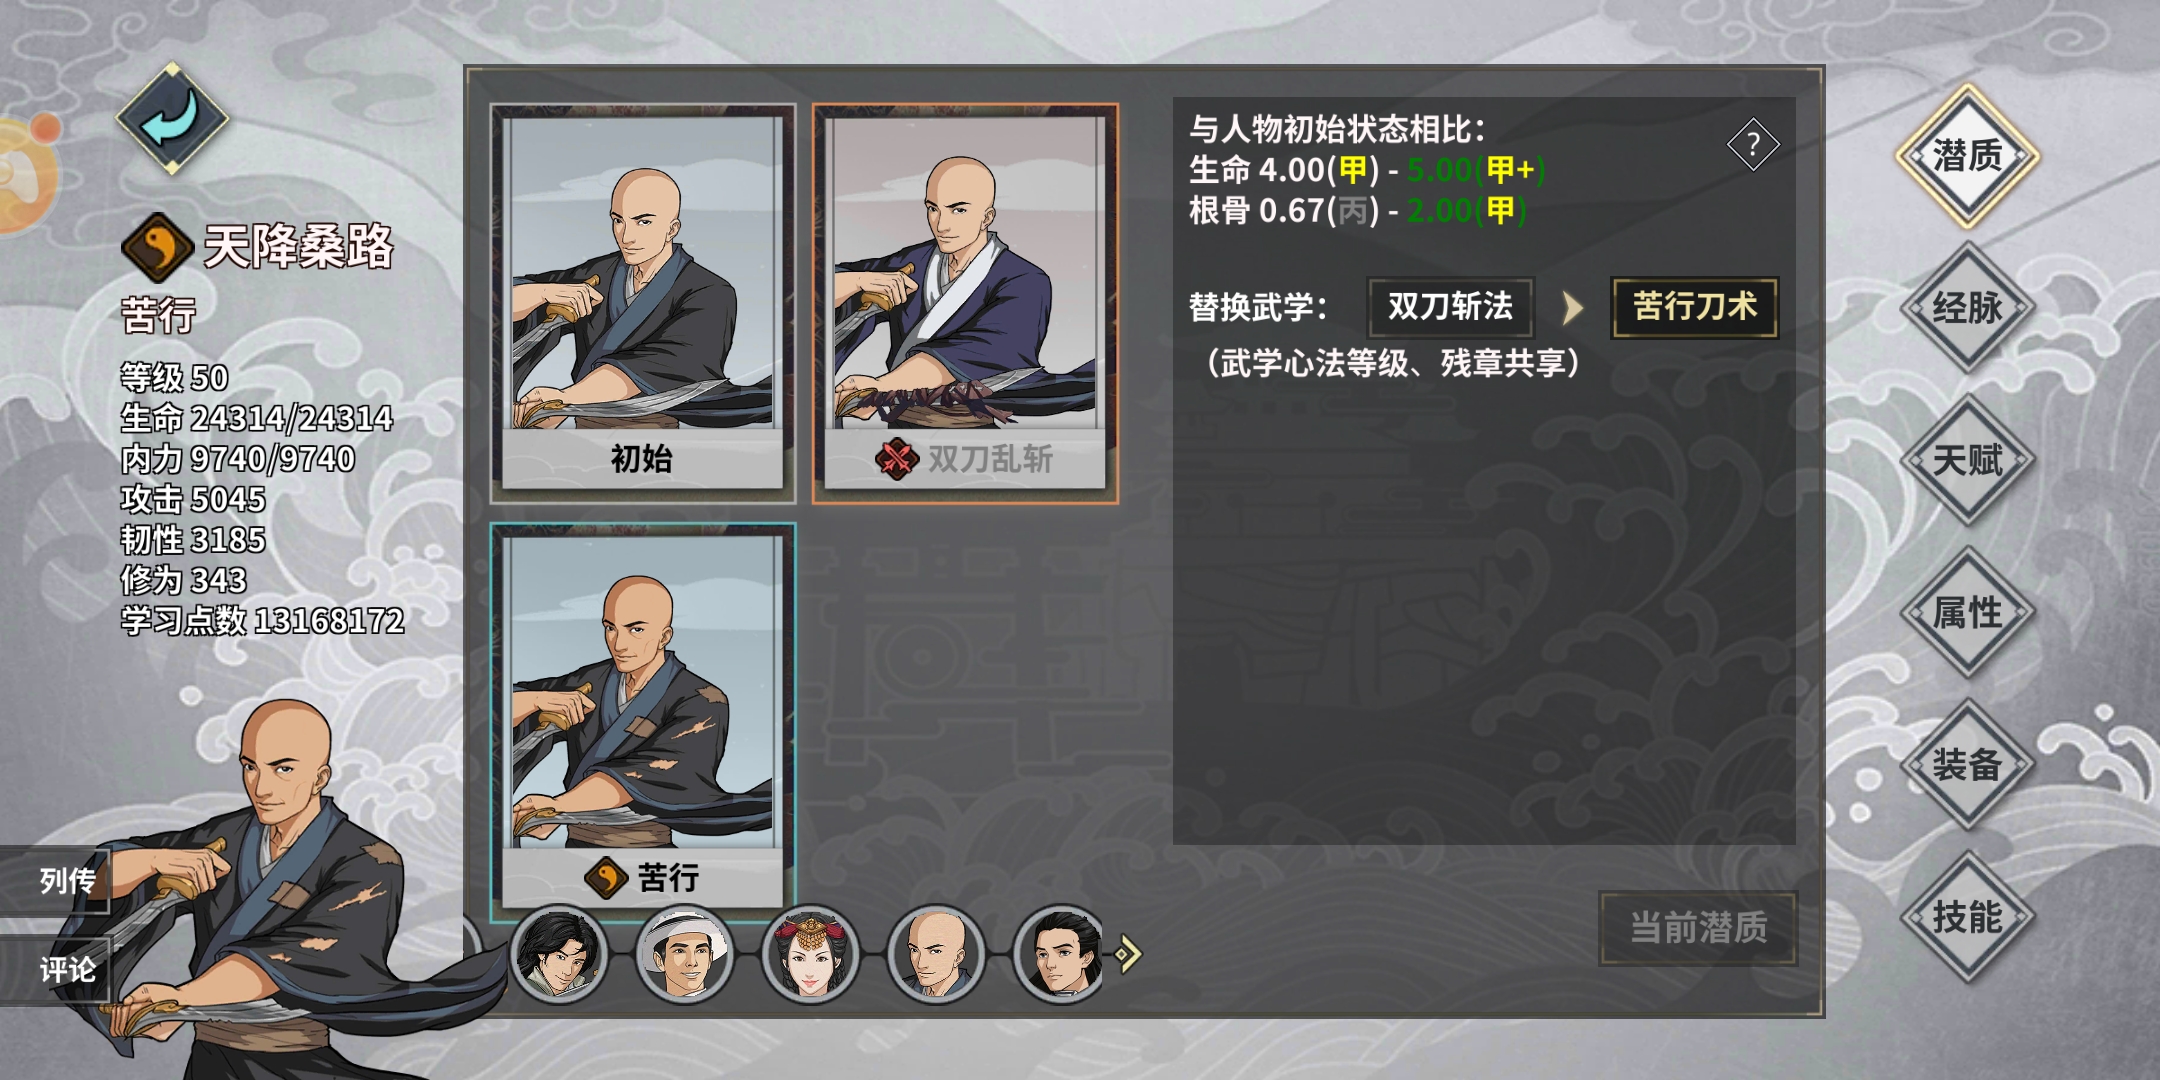 天降桑路
苦行
等级 50
生命 24314/24314
内力 9740/9740
攻击 5045
韧性 3185
修为 343
学习点数 13168172
列传
评论
初始
双刀乱斩
苦行
与人物初始状态相比：
生命 4.00(甲) - 5.00(甲+)
根骨 0.67(丙) - 2.00(甲)
?
替换武学： 双刀斩法 苦行刀术
（武学心法等级、残章共享）
当前潜质
潜质
经脉
天赋
属性
装备
技能